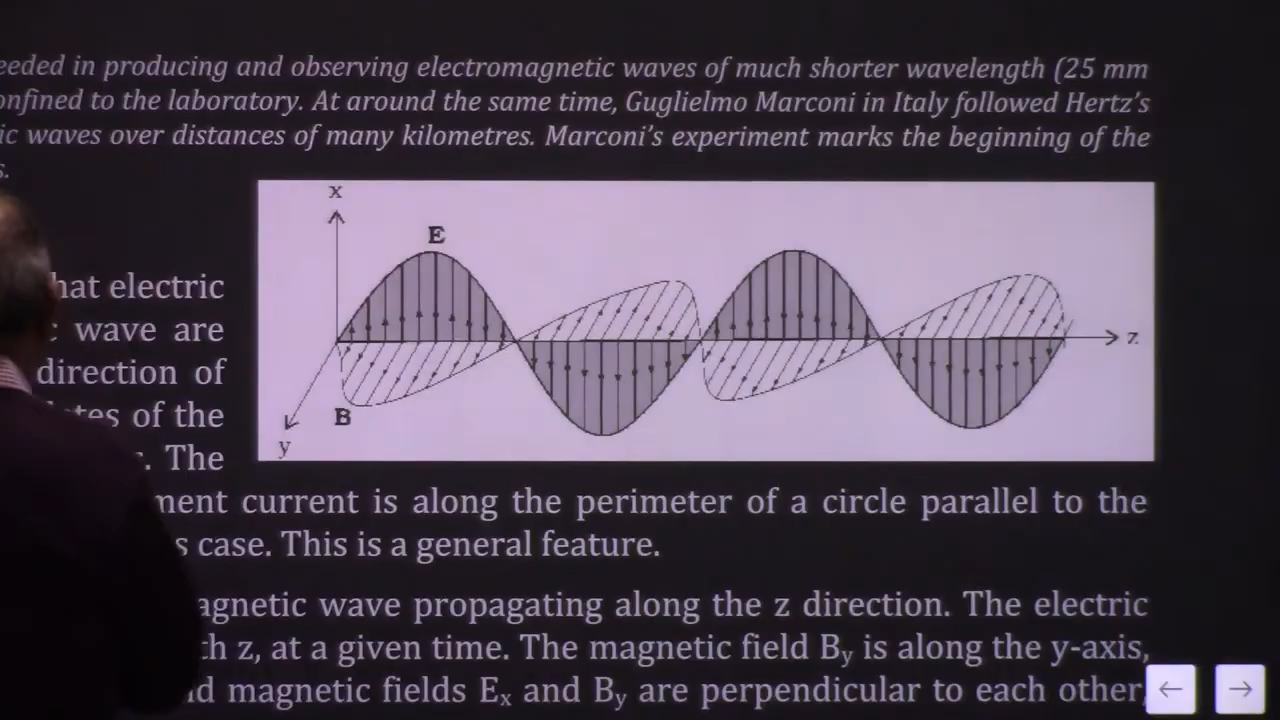 eeded in producing and observing electromagnetic waves of much shorter wavelength (25 mm
onfined to the laboratory. At around the same time, Guglielmo Marconi in Italy followed Hertz's
ic waves over distances of many kilometres. Marconi's experiment marks the beginning of the
s.
x
E
hat electric
wave are
z
direction of
B
tes of the
y
. The
ment current is along the perimeter of a circle parallel to the
s case. This is a general feature.
agnetic wave propagating along the z direction. The electric
th z, at a given time. The magnetic field By is along the y-axis,
d magnetic fields Ex and By are perpendicular to each other,
← →